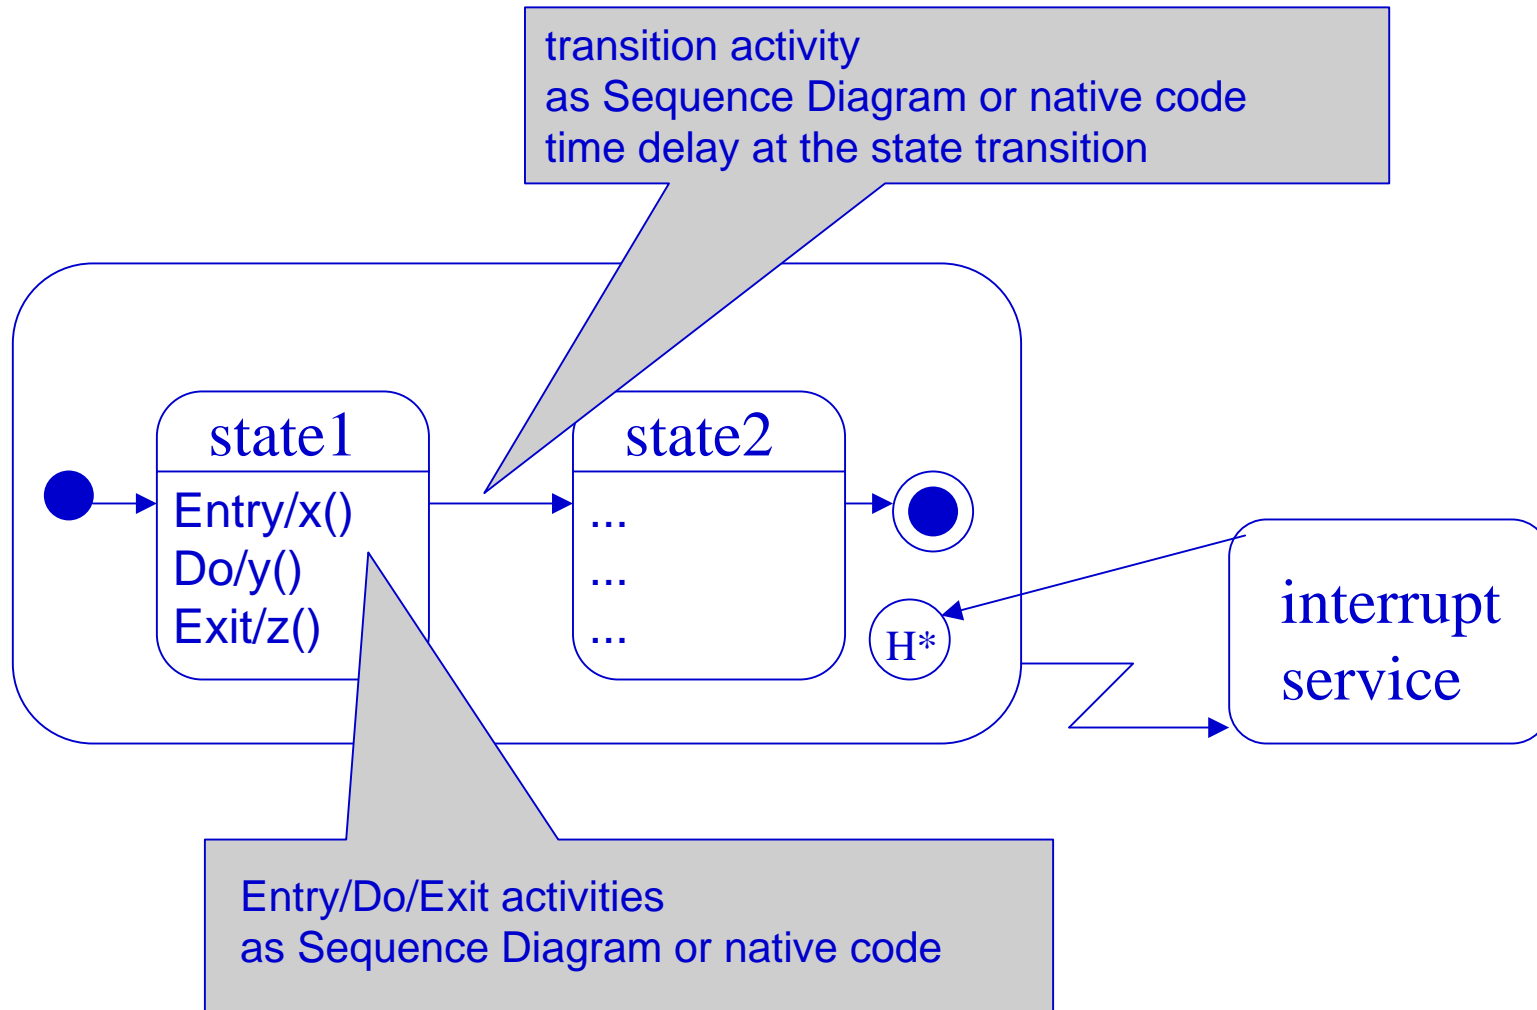 transition activity
as Sequence Diagram or native code
time delay at the state transition
state1
Entry/x()
Do/y()
Exit/z()
state2
...
...
...
H*
interrupt
service
Entry/Do/Exit activities
as Sequence Diagram or native code